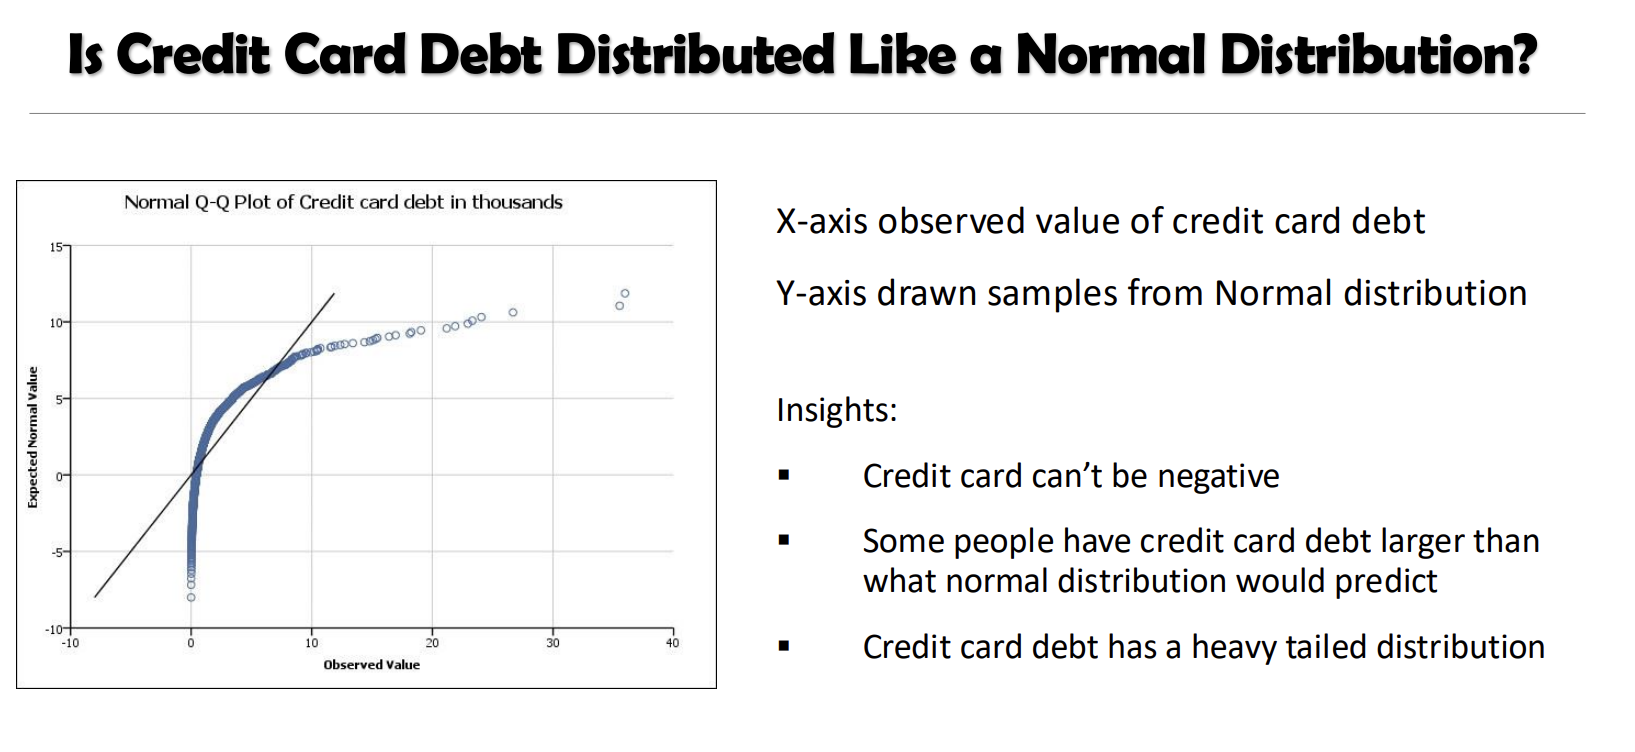 Is Credit Card Debt Distributed Like a Normal Distribution?
Normal Q-Q Plot of Credit card debt in thousands
15
10
5
0
-5
-10
Expected Normal Value
-10 0 10 20 30 40
Observed Value
X-axis observed value of credit card debt
Y-axis drawn samples from Normal distribution
Insights:
▪ Credit card can’t be negative
▪ Some people have credit card debt larger than
what normal distribution would predict
▪ Credit card debt has a heavy tailed distribution